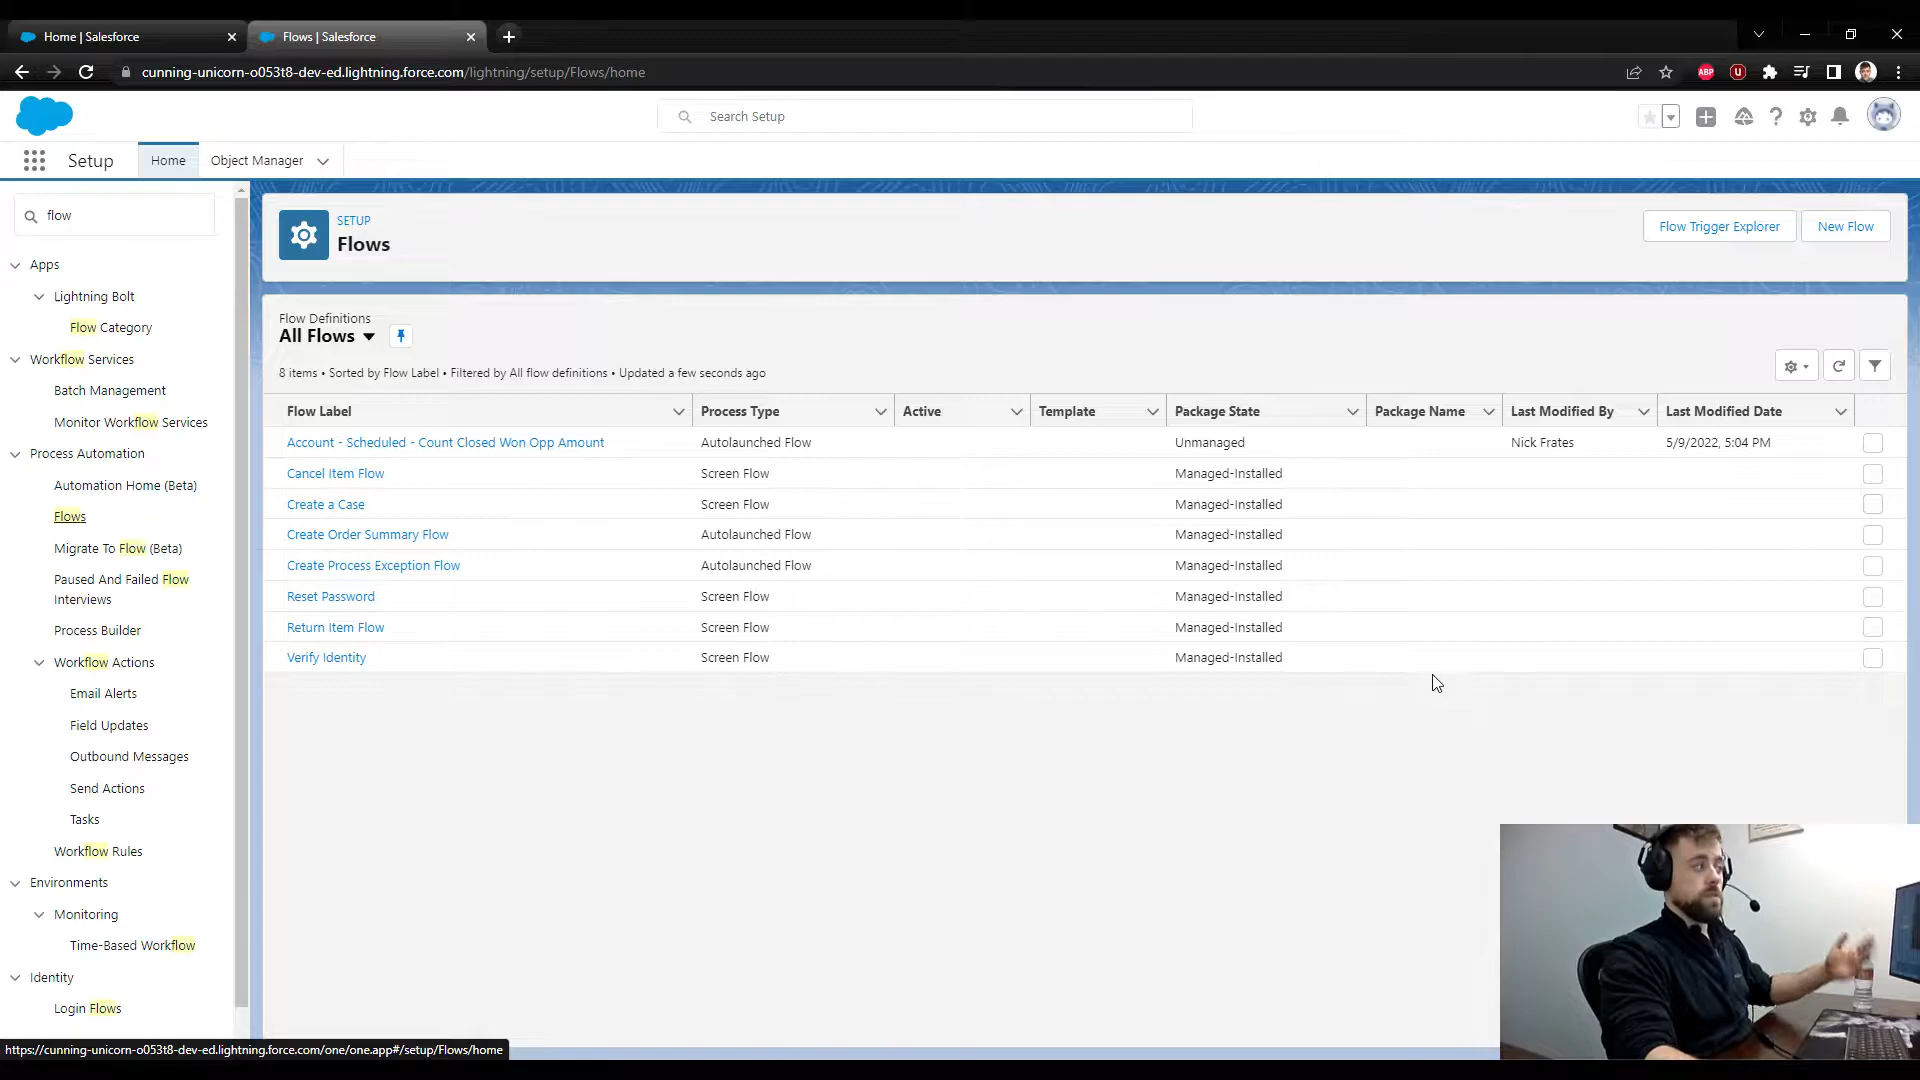 Home | Salesforce
Flows | Salesforce
cunning-unicorn-o053t8-dev-ed.lightning.force.com/lightning/setup/Flows/home
ABP
Search Setup
Setup
Home
Object Manager
flow
Apps
Lightning Bolt
Flow Category
Workflow Services
Batch Management
Monitor Workflow Services
Process Automation
Automation Home (Beta)
Flows
Migrate To Flow (Beta)
Paused And Failed Flow
Interviews
Process Builder
Workflow Actions
Email Alerts
Field Updates
Outbound Messages
Send Actions
Tasks
Workflow Rules
Environments
Monitoring
Time-Based Workflow
Identity
Login Flows
SETUP
Flows
Flow Trigger Explorer
New Flow
Flow Definitions
All Flows
8 items • Sorted by Flow Label • Filtered by All flow definitions • Updated a few seconds ago
Flow Label Process Type Active Template Package State Package Name Last Modified By Last Modified Date
Account - Scheduled - Count Closed Won Opp Amount Autolaunched Flow Unmanaged Nick Frates 5/9/2022, 5:04 PM
Cancel Item Flow Screen Flow Managed-Installed
Create a Case Screen Flow Managed-Installed
Create Order Summary Flow Autolaunched Flow Managed-Installed
Create Process Exception Flow Autolaunched Flow Managed-Installed
Reset Password Screen Flow Managed-Installed
Return Item Flow Screen Flow Managed-Installed
Verify Identity Screen Flow Managed-Installed
https://cunning-unicorn-o053t8-dev-ed.lightning.force.com/one/one.app#/setup/Flows/home